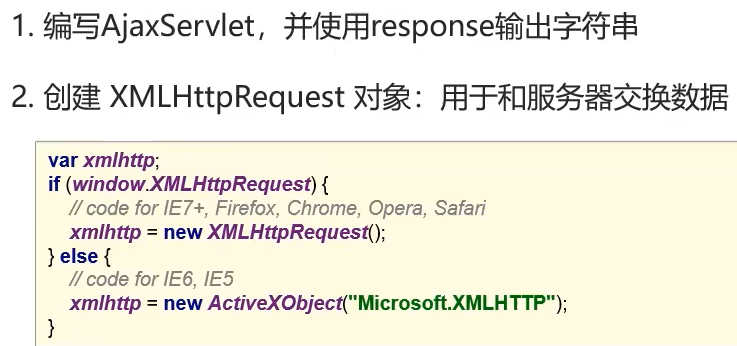 1. 编写AjaxServlet，并使用response输出字符串
2. 创建 XMLHttpRequest 对象：用于和服务器交换数据
var xmlhttp;
if (window.XMLHttpRequest) {
// code for IE7+, Firefox, Chrome, Opera, Safari
xmlhttp = new XMLHttpRequest();
} else {
// code for IE6, IE5
xmlhttp = new ActiveXObject("Microsoft.XMLHTTP");
}